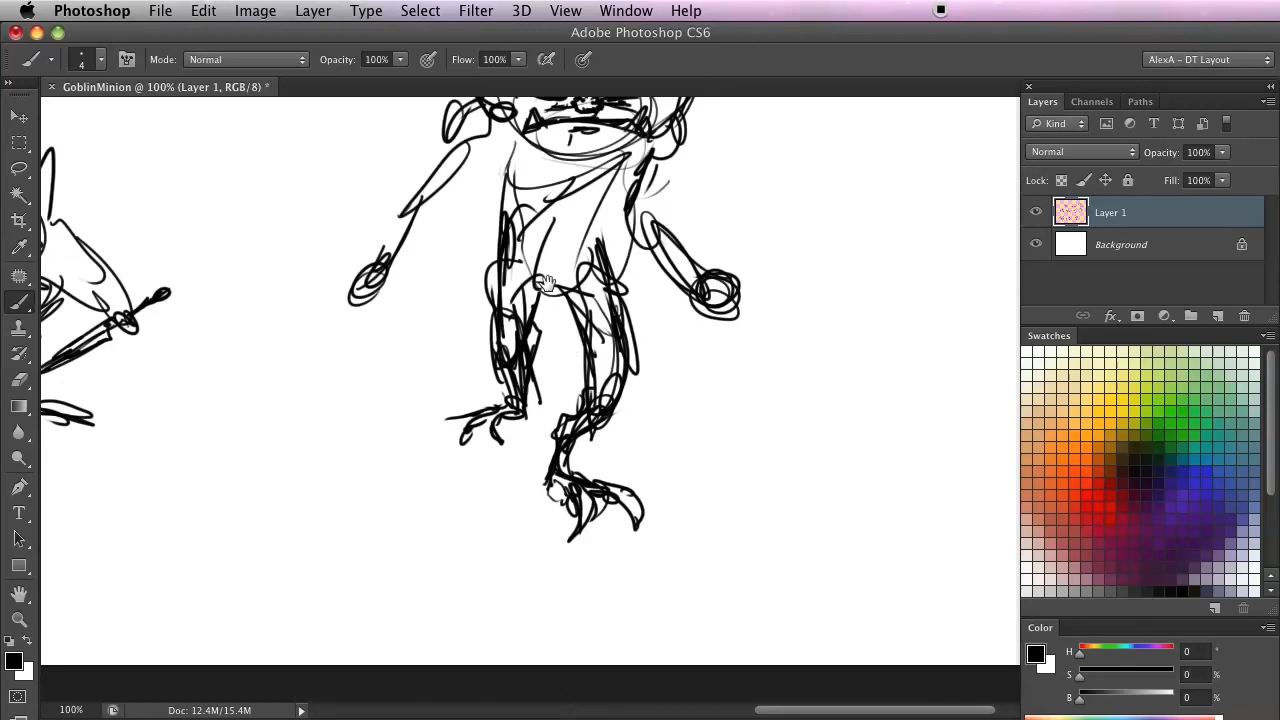 Photoshop File Edit Image Layer Type Select Filter 3D View Window Help
Adobe Photoshop CS6
4 Mode: Normal Opacity: 100% Flow: 100% AlexA - DT Layout
GoblinMinion @ 100% (Layer 1, RGB/8) *
Layers Channels Paths
Kind
Normal Opacity: 100%
Lock: Fill: 100%
Layer 1
Background
fx
Swatches
Color
H 0 °
S 0 %
B 0 %
100% Doc: 12.4M/15.4M